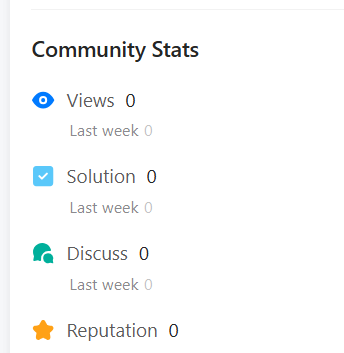 Community Stats
Views 0
Last week 0
Solution 0
Last week 0
Discuss 0
Last week 0
Reputation 0